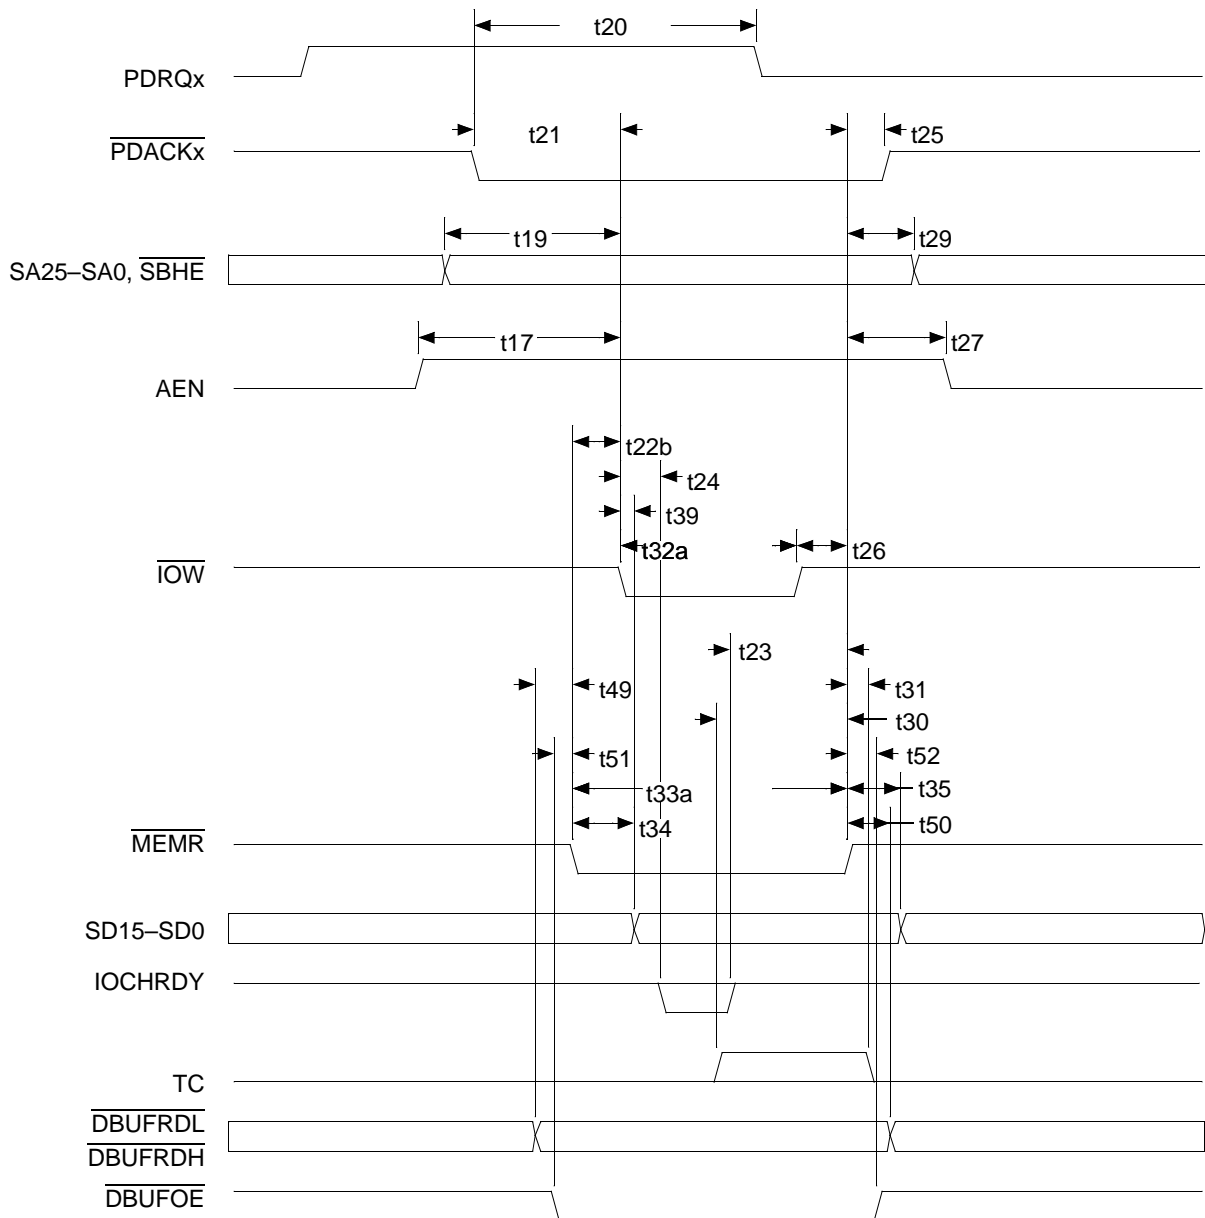 t20
PDRQx
t21
t25
PDACKx
t19
t29
SA25–SA0, SBHE
t17
t27
AEN
t22b
t24
t39
t32a
t26
IOW
t23
t49
t31
t30
t51
t52
t33a
t35
t34
t50
MEMR
SD15–SD0
IOCHRDY
TC
DBUFRDL
DBUFRDH
DBUFOE